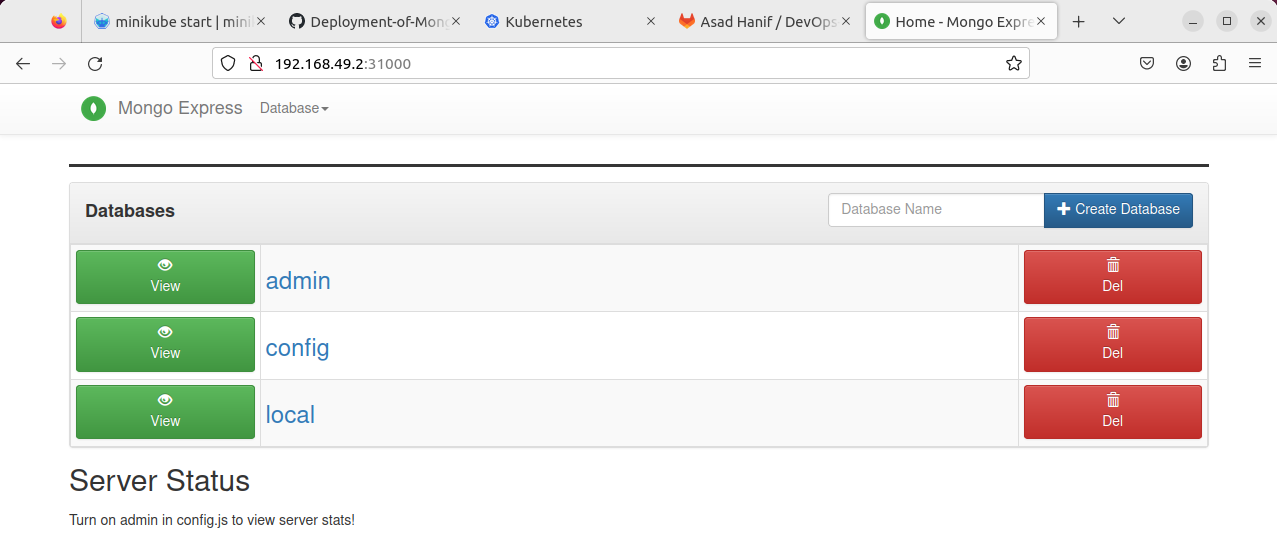 minikube start | mini
Deployment-of-Mong
Kubernetes
Asad Hanif / DevOps
Home - Mongo Expre
192.168.49.2:31000
Mongo Express Database
Databases Database Name Create Database
View admin Del
View config Del
View local Del
Server Status
Turn on admin in config.js to view server stats!